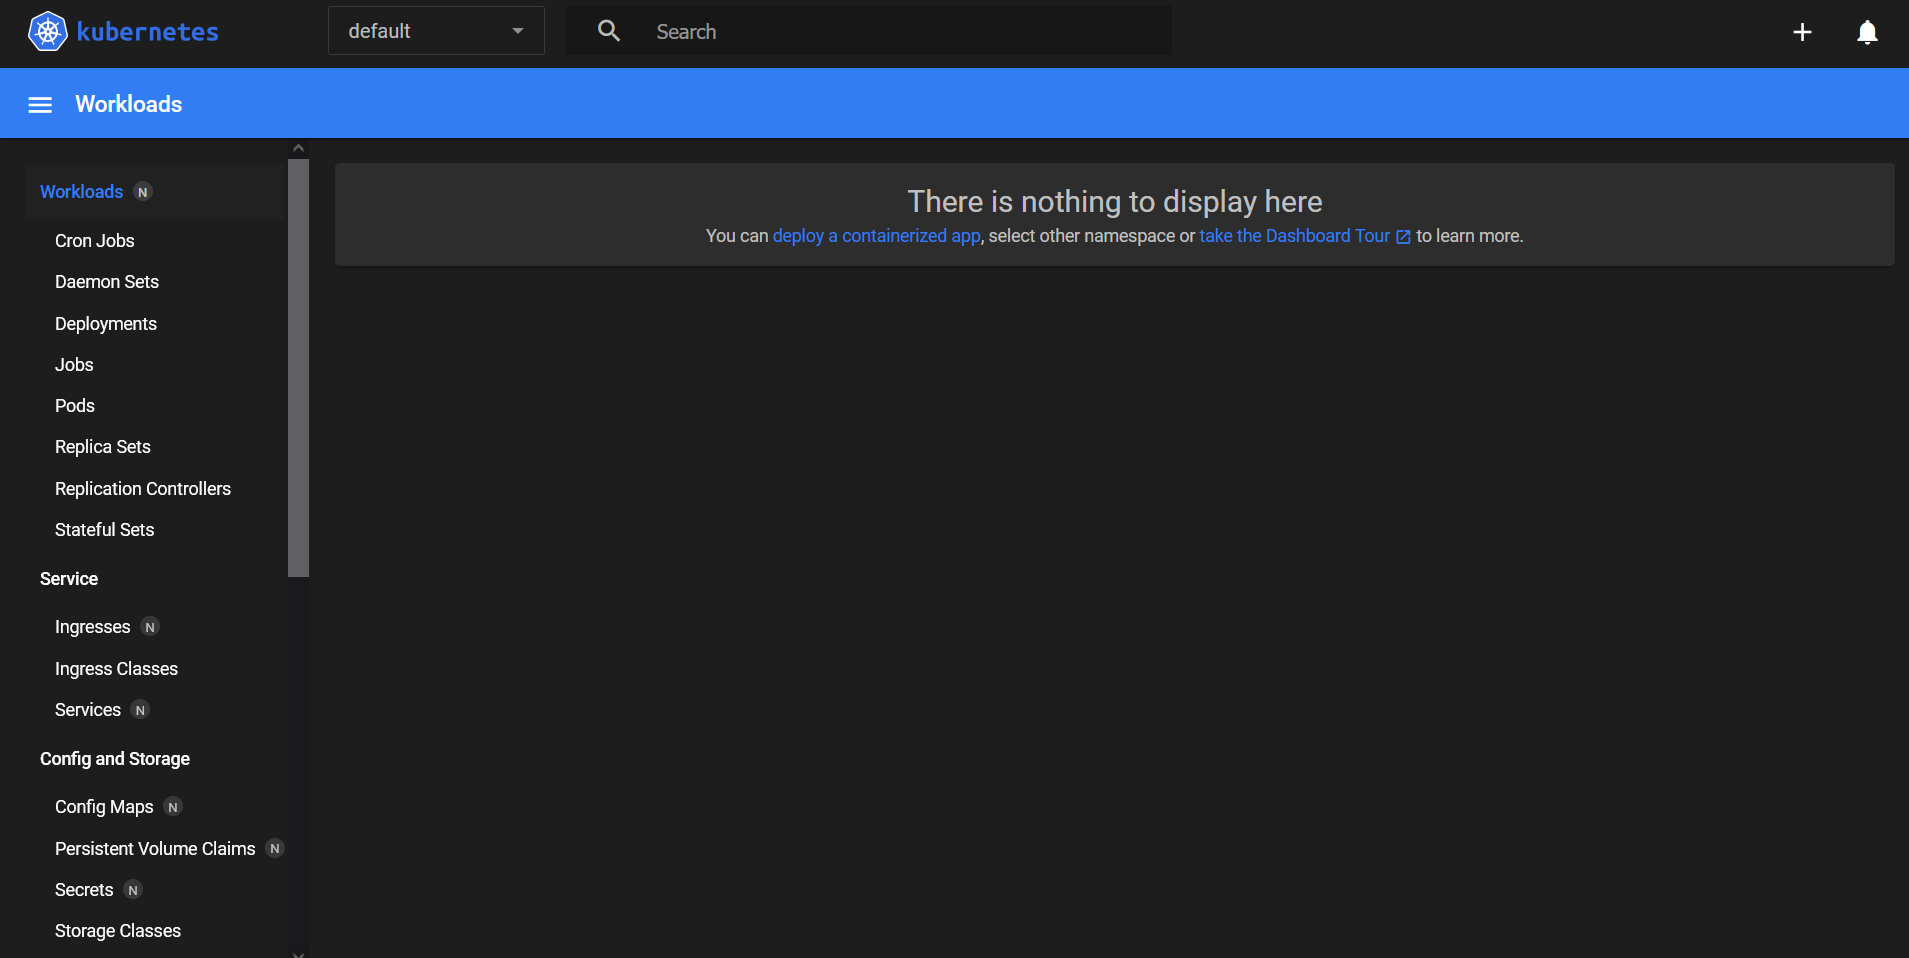 kubernetes
default
Search
Workloads
Workloads N
Cron Jobs
Daemon Sets
Deployments
Jobs
Pods
Replica Sets
Replication Controllers
Stateful Sets
Service
Ingresses N
Ingress Classes
Services N
Config and Storage
Config Maps N
Persistent Volume Claims N
Secrets N
Storage Classes
There is nothing to display here
You can deploy a containerized app, select other namespace or take the Dashboard Tour to learn more.